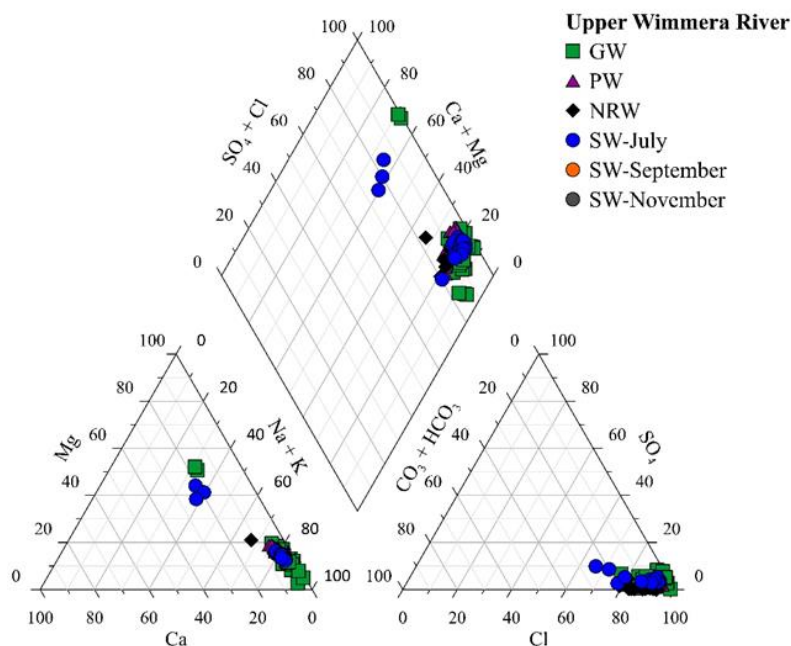 Upper Wimmera River
GW
PW
NRW
SW-July
SW-September
SW-November
100 100
80 80
60 60
40 40
20 20
0 0
SO₄ + Cl
Ca + Mg
100 0
80 20
60 40
40 60
20 80
0 100
Mg
Na + K
100 80 60 40 20 0
Ca
0 100
20 80
40 60
60 40
80 20
100 0
CO₃ + HCO₃
SO₄
0 20 40 60 80 100
Cl